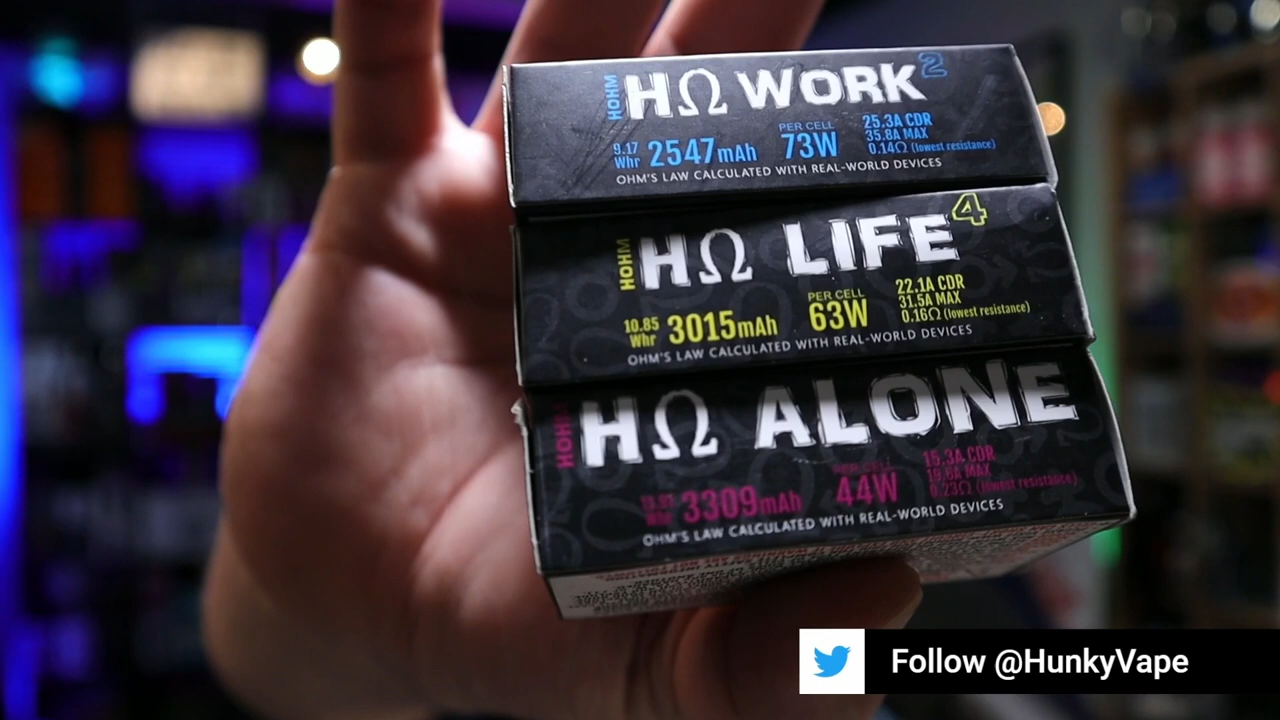 HOHM HΩ WORK²
9.17 Whr 2547mAh PER CELL 73W
25.3A CDR
35.8A MAX
0.14Ω (lowest resistance)
OHM'S LAW CALCULATED WITH REAL-WORLD DEVICES
HOHM HΩ LIFE⁴
10.85 Whr 3015mAh PER CELL 63W
22.1A CDR
31.5A MAX
0.16Ω (lowest resistance)
OHM'S LAW CALCULATED WITH REAL-WORLD DEVICES
HOHM HΩ ALONE
Whr 3309mAh PER CELL 44W
15.3A CDR
19.6A MAX
0.23Ω (lowest resistance)
OHM'S LAW CALCULATED WITH REAL-WORLD DEVICES
Follow @HunkyVape